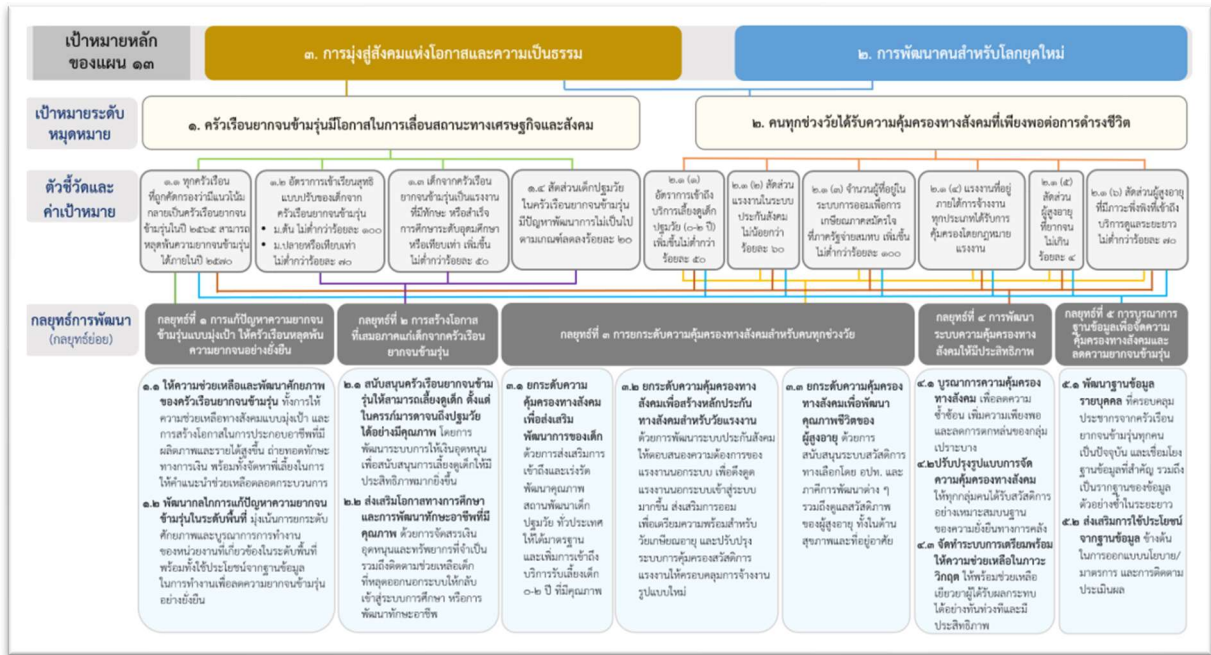 เป้าหมายหลัก
ของแผน ๑๓
๓. การมุ่งสู่สังคมแห่งโอกาสและความเป็นธรรม
๒. การพัฒนาคนสำหรับโลกยุคใหม่
เป้าหมายระดับ
หมุดหมาย
๑. ครัวเรือนยากจนข้ามรุ่นมีโอกาสในการเลื่อนสถานะทางเศรษฐกิจและสังคม
๒. คนทุกช่วงวัยได้รับความคุ้มครองทางสังคมที่เพียงพอต่อการดำรงชีวิต
ตัวชี้วัดและ
ค่าเป้าหมาย
๑.๑ ทุกครัวเรือน
ที่ถูกคัดกรองว่ามีแนวโน้ม
กลายเป็นครัวเรือนยากจน
ข้ามรุ่นในปี ๒๕๖๕ สามารถ
หลุดพ้นความยากจนข้ามรุ่น
ได้ภายในปี ๒๕๗๐
๑.๒ อัตราการเข้าเรียนสุทธิ
แบบปรับของเด็กจาก
ครัวเรือนยากจนข้ามรุ่น
• ม.ต้น ไม่ต่ำกว่าร้อยละ ๑๐๐
• ม.ปลายหรือเทียบเท่า
ไม่ต่ำกว่าร้อยละ ๗๐
๑.๓ เด็กจากครัวเรือน
ยากจนข้ามรุ่นเป็นแรงงาน
ที่มีทักษะ หรือสำเร็จ
การศึกษาระดับอุดมศึกษา
หรือเทียบเท่า เพิ่มขึ้น
ไม่ต่ำกว่าร้อยละ ๕๐
๑.๔ สัดส่วนเด็กปฐมวัย
ในครัวเรือนยากจนข้ามรุ่น
มีปัญหาพัฒนาการไม่เป็นไป
ตามเกณฑ์ลดลงร้อยละ ๒๐
๒.๑ (๑)
อัตราการเข้าถึง
บริการเลี้ยงดูเด็ก
ปฐมวัย (๐-๒ ปี)
เพิ่มขึ้นไม่ต่ำกว่า
ร้อยละ ๕๐
๒.๑ (๒) สัดส่วน
แรงงานในระบบ
ประกันสังคม
ไม่น้อยกว่า
ร้อยละ ๖๐
๒.๑ (๓) จำนวนผู้ที่อยู่ใน
ระบบการออมเพื่อการ
เกษียณภาคสมัครใจ
ที่ภาครัฐจ่ายสมทบ เพิ่มขึ้น
ไม่ต่ำกว่าร้อยละ ๑๐๐
๒.๑ (๔) แรงงานที่อยู่
ภายใต้การจ้างงาน
ทุกประเภทได้รับการ
คุ้มครองโดยกฎหมาย
แรงงาน
๒.๑ (๕)
สัดส่วน
ผู้สูงอายุ
ที่ยากจน
ไม่เกิน
ร้อยละ ๔
๒.๑ (๖) สัดส่วนผู้สูงอายุ
ที่มีภาวะพึ่งพิงที่เข้าถึง
บริการดูแลระยะยาว
ไม่ต่ำกว่าร้อยละ ๗๐
กลยุทธ์การพัฒนา
(กลยุทธ์ย่อย)
กลยุทธ์ที่ ๑ การแก้ปัญหาความยากจน
ข้ามรุ่นแบบมุ่งเป้า ให้ครัวเรือนหลุดพ้น
ความยากจนอย่างยั่งยืน
กลยุทธ์ที่ ๒ การสร้างโอกาส
ที่เสมอภาคแก่เด็กจากครัวเรือน
ยากจนข้ามรุ่น
กลยุทธ์ที่ ๓ การยกระดับความคุ้มครองทางสังคมสำหรับคนทุกช่วงวัย
กลยุทธ์ที่ ๔ การพัฒนา
ระบบความคุ้มครองทาง
สังคมให้มีประสิทธิภาพ
กลยุทธ์ที่ ๕ การบูรณาการ
ฐานข้อมูลเพื่อจัดความ
คุ้มครองทางสังคมและ
ลดความยากจนข้ามรุ่น
๑.๑ ให้ความช่วยเหลือและพัฒนาศักยภาพ
ของครัวเรือนยากจนข้ามรุ่น ทั้งการให้
ความช่วยเหลือทางสังคมแบบมุ่งเป้า และ
การสร้างโอกาสในการประกอบอาชีพที่มี
ผลิตภาพและรายได้สูงขึ้น ถ่ายทอดทักษะ
ทางการเงิน พร้อมทั้งจัดหาพี่เลี้ยงในการ
ให้คำแนะนำช่วยเหลือตลอดกระบวนการ
๑.๒ พัฒนากลไกการแก้ปัญหาความยากจน
ข้ามรุ่นในระดับพื้นที่ มุ่งเน้นการยกระดับ
ศักยภาพและบูรณาการการทำงาน
ของหน่วยงานที่เกี่ยวข้องในระดับพื้นที่
พร้อมทั้งใช้ประโยชน์จากฐานข้อมูล
ในการทำงานเพื่อลดความยากจนข้ามรุ่น
อย่างยั่งยืน
๒.๑ สนับสนุนครัวเรือนยากจนข้าม
รุ่นให้สามารถเลี้ยงดูเด็ก ตั้งแต่
ในครรภ์มารดาจนถึงปฐมวัย
ได้อย่างมีคุณภาพ โดยการ
พัฒนาระบบการให้เงินอุดหนุน
เพื่อสนับสนุนการเลี้ยงดูเด็กให้มี
ประสิทธิภาพมากยิ่งขึ้น
๒.๒ ส่งเสริมโอกาสทางการศึกษา
และการพัฒนาทักษะอาชีพที่มี
คุณภาพ ด้วยการจัดสรรเงิน
อุดหนุนและทรัพยากรที่จำเป็น
รวมถึงติดตามช่วยเหลือเด็ก
ที่หลุดออกนอกระบบให้กลับ
เข้าสู่ระบบการศึกษา หรือการ
พัฒนาทักษะอาชีพ
๓.๑ ยกระดับความ
คุ้มครองทางสังคม
เพื่อส่งเสริม
พัฒนาการของเด็ก
ด้วยการส่งเสริมการ
เข้าถึงและเร่งรัด
พัฒนาคุณภาพ
สถานพัฒนาเด็ก
ปฐมวัย ทั่วประเทศ
ให้ได้มาตรฐาน
และเพิ่มการเข้าถึง
บริการรับเลี้ยงเด็ก
๐-๒ ปี ที่มีคุณภาพ
๓.๒ ยกระดับความคุ้มครองทาง
สังคมเพื่อสร้างหลักประกัน
ทางสังคมสำหรับวัยแรงงาน
ด้วยการพัฒนาระบบประกันสังคม
ให้ตอบสนองความต้องการของ
แรงงานนอกระบบ เพื่อดึงดูด
แรงงานนอกระบบเข้าสู่ระบบ
มากขึ้น ส่งเสริมการออม
เพื่อเตรียมความพร้อมสำหรับ
วัยเกษียณอายุ และปรับปรุง
ระบบการคุ้มครองสวัสดิการ
แรงงานให้ครอบคลุมการจ้างงาน
รูปแบบใหม่
๓.๓ ยกระดับความคุ้มครอง
ทางสังคมเพื่อพัฒนา
คุณภาพชีวิตของ
ผู้สูงอายุ ด้วยการ
สนับสนุนระบบสวัสดิการ
ทางเลือกโดย อปท. และ
ภาคีการพัฒนาต่าง ๆ
รวมถึงดูแลสวัสดิภาพ
ของผู้สูงอายุ ทั้งในด้าน
สุขภาพและที่อยู่อาศัย
๔.๑ บูรณาการความคุ้มครอง
ทางสังคม เพื่อลดความ
ซ้ำซ้อน เพิ่มความเพียงพอ
และลดการตกหล่นของกลุ่ม
เปราะบาง
๔.๒ปรับปรุงรูปแบบการจัด
ความคุ้มครองทางสังคม
ให้ทุกกลุ่มคนได้รับสวัสดิการ
อย่างเหมาะสมบนฐาน
ของความยั่งยืนทางการคลัง
๔.๓ จัดทำระบบการเตรียมพร้อม
ให้ความช่วยเหลือในภาวะ
วิกฤต ให้พร้อมช่วยเหลือ
เยียวยาผู้ได้รับผลกระทบ
ได้อย่างทันท่วงทีและมี
ประสิทธิภาพ
๕.๑ พัฒนาฐานข้อมูล
รายบุคคล ที่ครอบคลุม
ประชากรจากครัวเรือน
ยากจนข้ามรุ่นทุกคน
เป็นปัจจุบัน และเชื่อมโยง
ฐานข้อมูลที่สำคัญ รวมถึง
เป็นรากฐานของข้อมูล
ตัวอย่างซ้ำในระยะยาว
๕.๒ ส่งเสริมการใช้ประโยชน์
จากฐานข้อมูล ข้างต้น
ในการออกแบบนโยบาย/
มาตรการ และการติดตาม
ประเมินผล